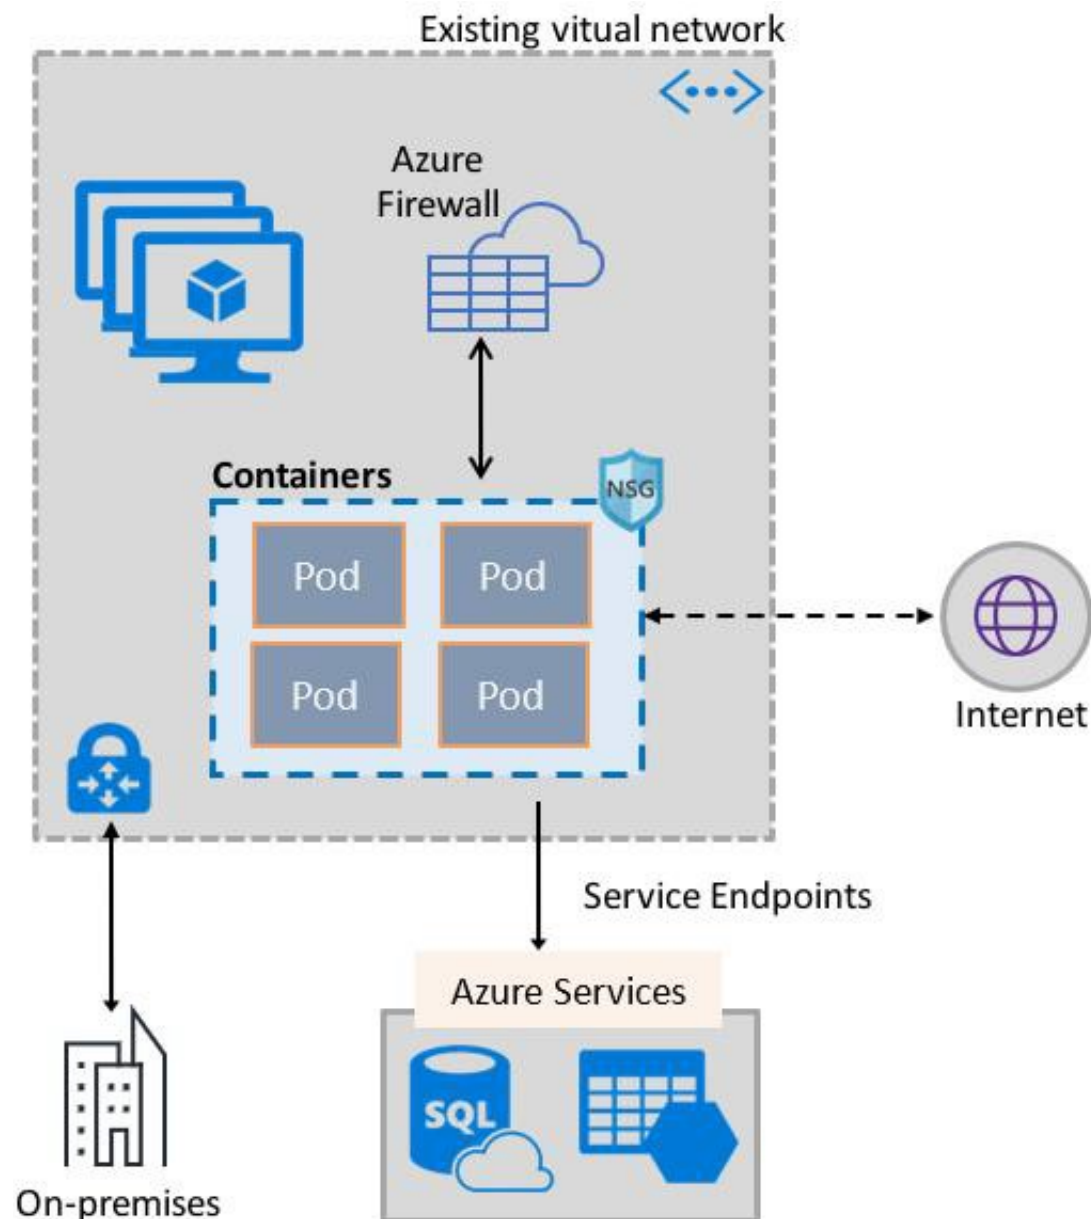 Existing vitual network
Azure
Firewall
Containers
NSG
Pod
Pod
Pod
Pod
Internet
Service Endpoints
Azure Services
SQL
On-premises